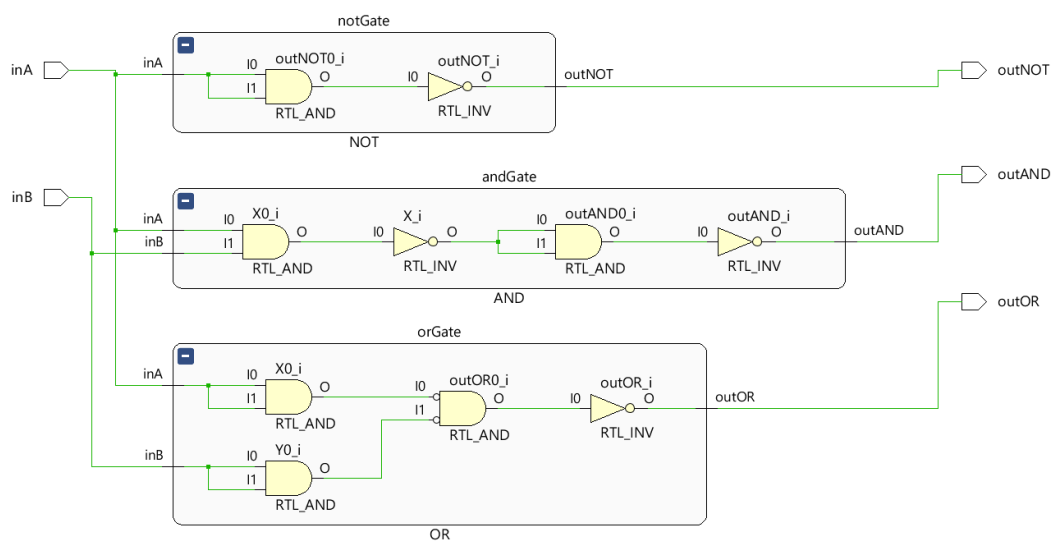 notGate
inA
inA
I0
I1
outNOT0_i
O
RTL_AND
I0
outNOT_i
O
RTL_INV
outNOT
outNOT
NOT
inB
andGate
inA
inB
I0
I1
X0_i
O
RTL_AND
I0
X_i
O
RTL_INV
I0
I1
outAND0_i
O
RTL_AND
I0
outAND_i
O
RTL_INV
outAND
outAND
AND
orGate
inA
I0
I1
X0_i
O
RTL_AND
inB
I0
I1
Y0_i
O
RTL_AND
I0
I1
outOR0_i
O
RTL_AND
I0
outOR_i
O
RTL_INV
outOR
outOR
OR